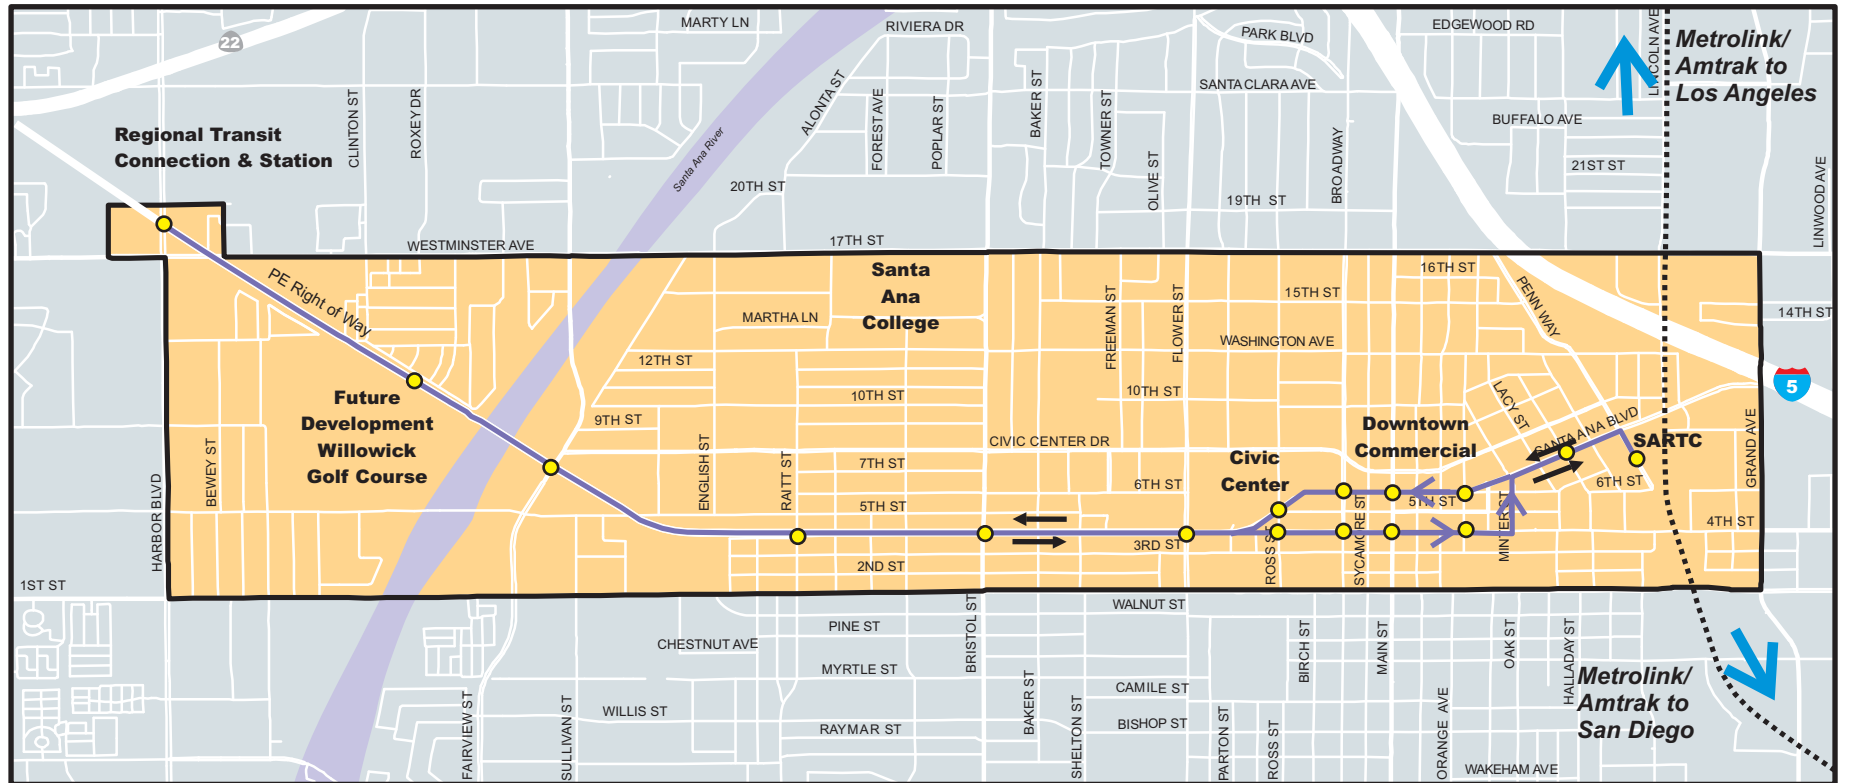 MARTY LN
RIVIERA DR
EDGEWOOD RD
PARK BLVD
LINCOLN AVE
Metrolink/
Amtrak to
Los Angeles
22
SANTA CLARA AVE
BUFFALO AVE
21ST ST
Regional Transit
Connection & Station
CLINTON ST
ROXEY DR
Santa Ana River
ALONTA ST
FOREST AVE
POPLAR ST
BAKER ST
TOWNER ST
OLIVE ST
BROADWAY
LINWOOD AVE
20TH ST
19TH ST
WESTMINSTER AVE
17TH ST
PE Right of Way
Santa
Ana
College
16TH ST
15TH ST
PENN WAY
14TH ST
MARTHA LN
FREEMAN ST
FLOWER ST
WASHINGTON AVE
12TH ST
10TH ST
10TH ST
5
Future
Development
Willowick
Golf Course
9TH ST
CIVIC CENTER DR
Downtown
Commercial
LACY ST
SANTA ANA BLVD
SARTC
GRAND AVE
HARBOR BLVD
BEWEY ST
ENGLISH ST
RAITT ST
7TH ST
6TH ST
Civic
Center
6TH ST
5TH ST
5TH ST
4TH ST
3RD ST
ROSS ST
SYCAMORE ST
MINTER ST
2ND ST
1ST ST
WALNUT ST
PINE ST
CHESTNUT AVE
BRISTOL ST
BIRCH ST
MAIN ST
OAK ST
HALLADAY ST
MYRTLE ST
CAMILE ST
BAKER ST
SHELTON ST
Metrolink/
Amtrak to
San Diego
WILLIS ST
RAYMAR ST
BISHOP ST
FAIRVIEW ST
SULLIVAN ST
PARTON ST
ROSS ST
ORANGE AVE
WAKEHAM AVE